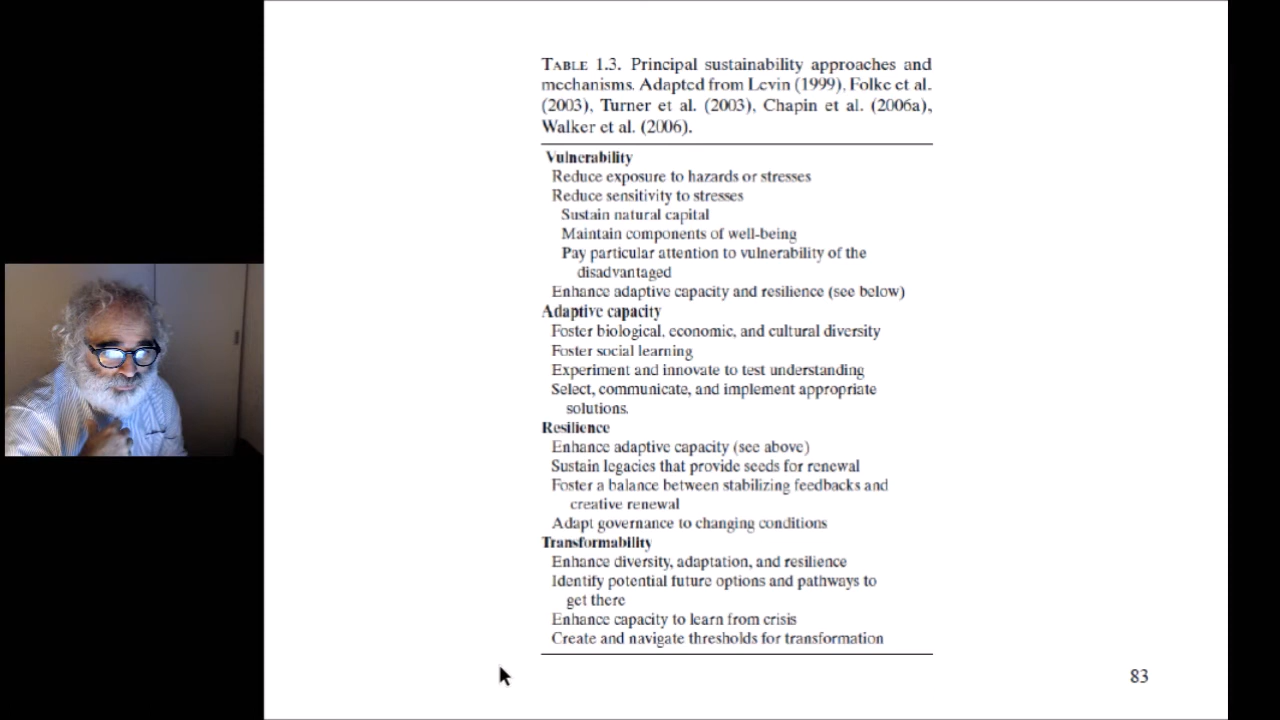 TABLE 1.3. Principal sustainability approaches and
mechanisms. Adapted from Levin (1999), Folke et al.
(2003), Turner et al. (2003), Chapin et al. (2006a),
Walker et al. (2006).
Vulnerability
Reduce exposure to hazards or stresses
Reduce sensitivity to stresses
Sustain natural capital
Maintain components of well-being
Pay particular attention to vulnerability of the
disadvantaged
Enhance adaptive capacity and resilience (see below)
Adaptive capacity
Foster biological, economic, and cultural diversity
Foster social learning
Experiment and innovate to test understanding
Select, communicate, and implement appropriate
solutions.
Resilience
Enhance adaptive capacity (see above)
Sustain legacies that provide seeds for renewal
Foster a balance between stabilizing feedbacks and
creative renewal
Adapt governance to changing conditions
Transformability
Enhance diversity, adaptation, and resilience
Identify potential future options and pathways to
get there
Enhance capacity to learn from crisis
Create and navigate thresholds for transformation
83